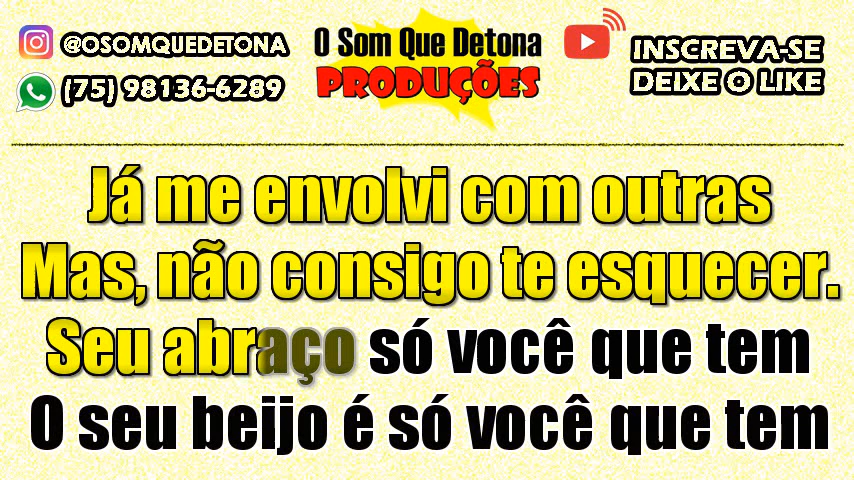 @OSOMQUEDETONA
(75) 98136-6289
O Som Que Detona
PRODUÇÕES
INSCREVA-SE
DEIXE O LIKE
Já me envolvi com outras
Mas, não consigo te esquecer.
Seu abraço só você que tem
O seu beijo é só você que tem